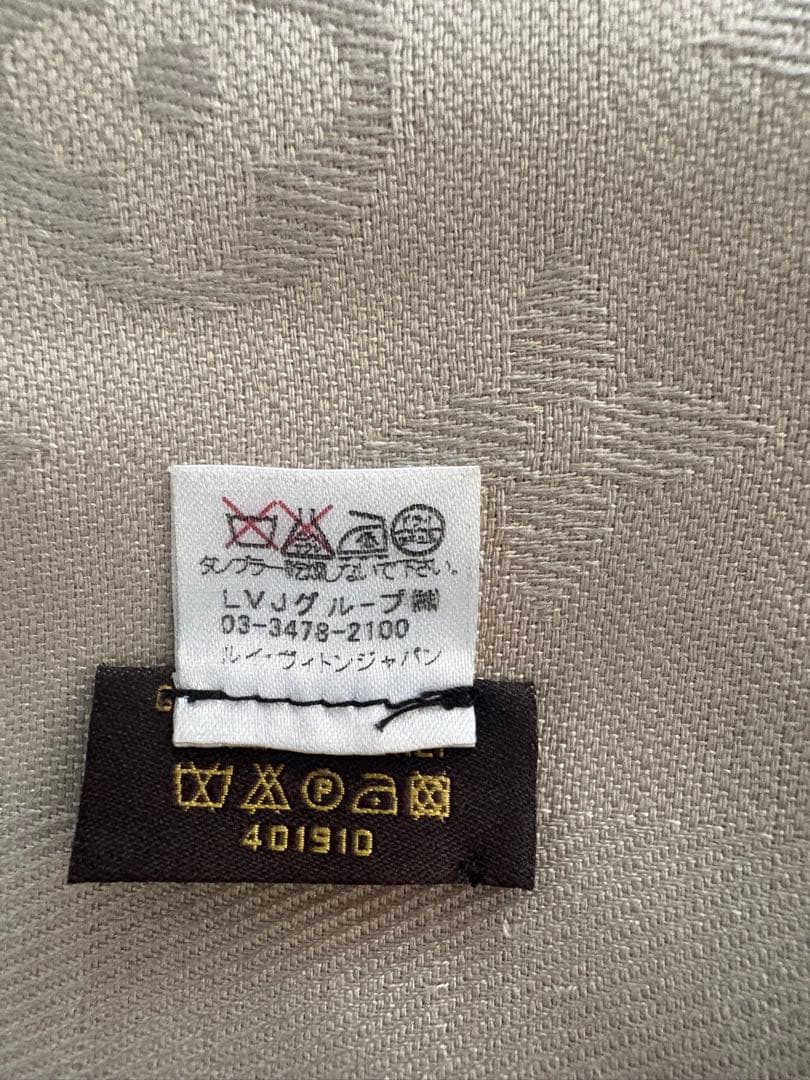 タンブラー乾燥しないで下さい。
LVJグループ㈱
03-3478-2100
ルイ・ヴィトンジャパン
P
401910